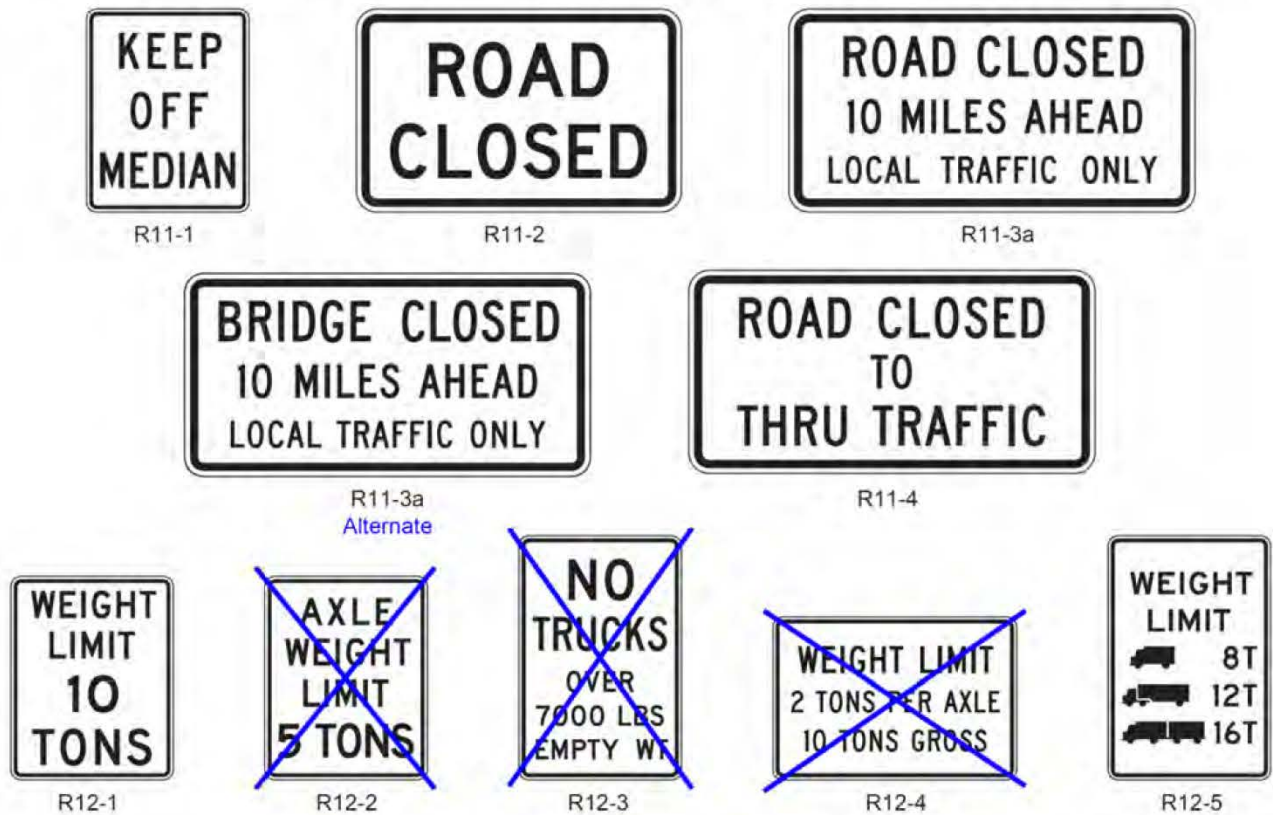 KEEP
OFF
MEDIAN
R11-1
ROAD
CLOSED
R11-2
ROAD CLOSED
10 MILES AHEAD
LOCAL TRAFFIC ONLY
R11-3a
BRIDGE CLOSED
10 MILES AHEAD
LOCAL TRAFFIC ONLY
R11-3a
Alternate
ROAD CLOSED
TO
THRU TRAFFIC
R11-4
WEIGHT
LIMIT
10
TONS
R12-1
AXLE
WEIGHT
LIMIT
5 TONS
R12-2
NO
TRUCKS
OVER
7000 LBS
EMPTY WT
R12-3
WEIGHT LIMIT
2 TONS PER AXLE
10 TONS GROSS
R12-4
WEIGHT
LIMIT
8T
12T
16T
R12-5